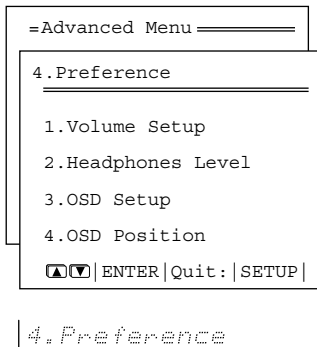 =Advanced Menu
4.Preference
1.Volume Setup
2.Headphones Level
3.OSD Setup
4.OSD Position
▲▼|ENTER|Quit:|SETUP|
4.Preference